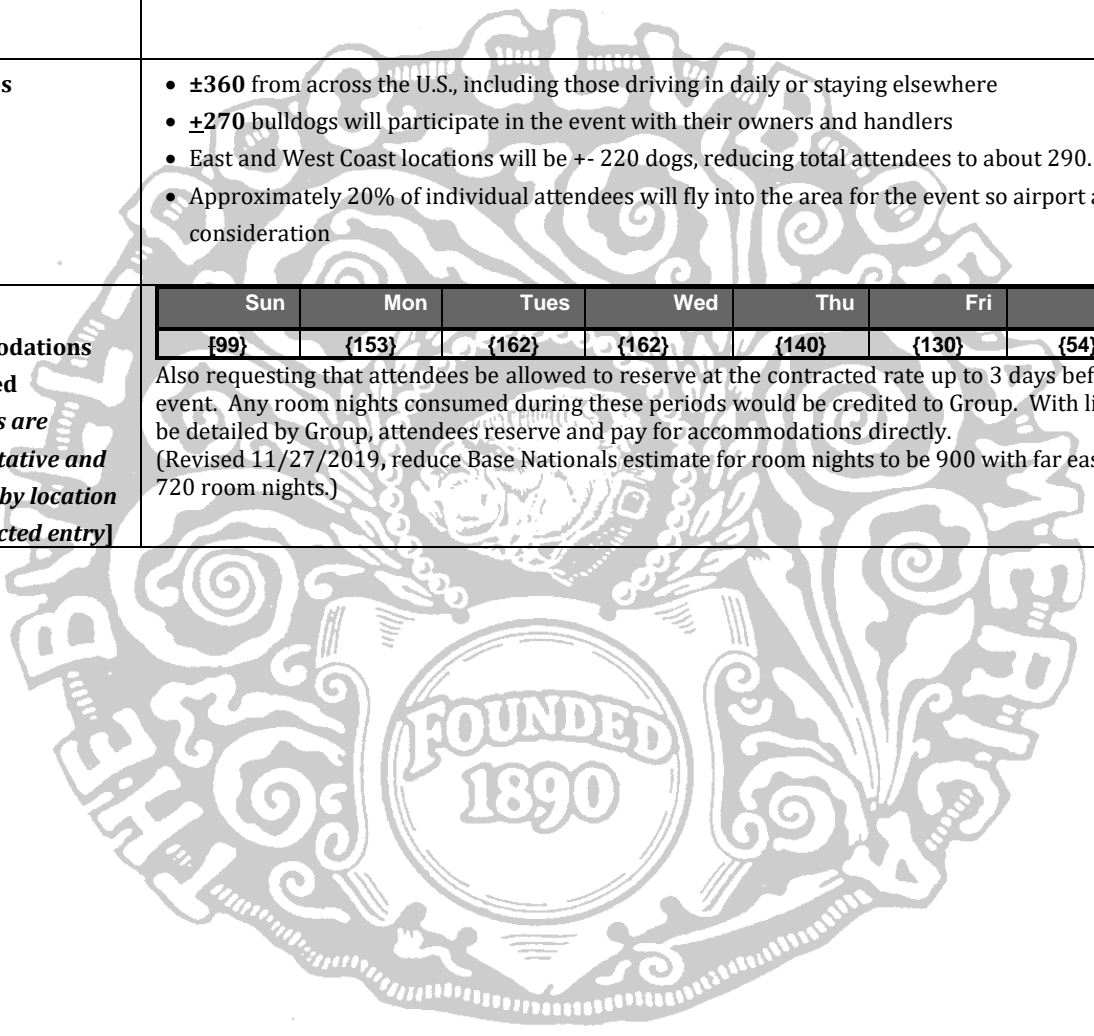 s
• ±360 from across the U.S., including those driving in daily or staying elsewhere
• +270 bulldogs will participate in the event with their owners and handlers
• East and West Coast locations will be +- 220 dogs, reducing total attendees to about 290.
• Approximately 20% of individual attendees will fly into the area for the event so airport a
consideration
odations
ed
s are
tative and
by location
cted entry]
Sun Mon Tues Wed Thu Fri
{99} {153} {162} {162} {140} {130} {54}
Also requesting that attendees be allowed to reserve at the contracted rate up to 3 days bef
event. Any room nights consumed during these periods would be credited to Group. With li
be detailed by Group, attendees reserve and pay for accommodations directly.
(Revised 11/27/2019, reduce Base Nationals estimate for room nights to be 900 with far eas
720 room nights.)
THE BULLDOG CLUB OF AMERICA
FOUNDED
1890